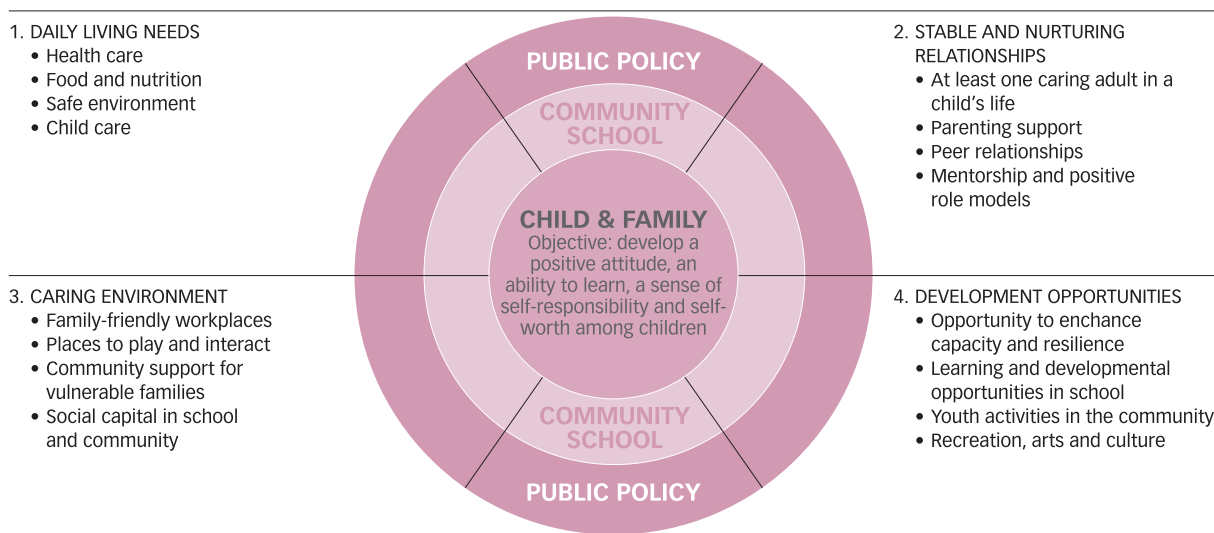 1. DAILY LIVING NEEDS
• Health care
• Food and nutrition
• Safe environment
• Child care
2. STABLE AND NURTURING
RELATIONSHIPS
• At least one caring adult in a
child’s life
• Parenting support
• Peer relationships
• Mentorship and positive
role models
PUBLIC POLICY
COMMUNITY
SCHOOL
CHILD & FAMILY
Objective: develop a
positive attitude, an
ability to learn, a sense of
self-responsibility and self-
worth among children
COMMUNITY
SCHOOL
PUBLIC POLICY
3. CARING ENVIRONMENT
• Family-friendly workplaces
• Places to play and interact
• Community support for
vulnerable families
• Social capital in school
and community
4. DEVELOPMENT OPPORTUNITIES
• Opportunity to enchance
capacity and resilience
• Learning and developmental
opportunities in school
• Youth activities in the community
• Recreation, arts and culture